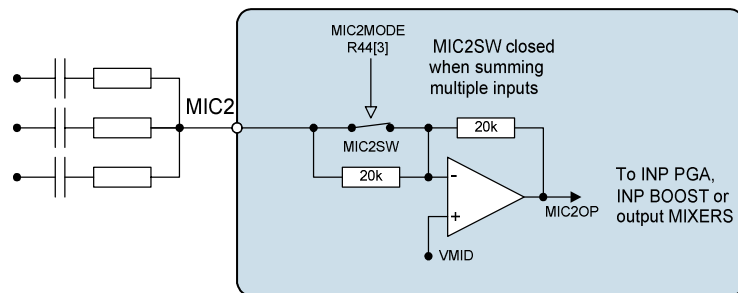 MIC2MODE
R44[3]
MIC2SW closed
when summing
multiple inputs
MIC2
20k
MIC2SW
20k
-
+
MIC2OP
VMID
To INP PGA,
INP BOOST or
output MIXERS